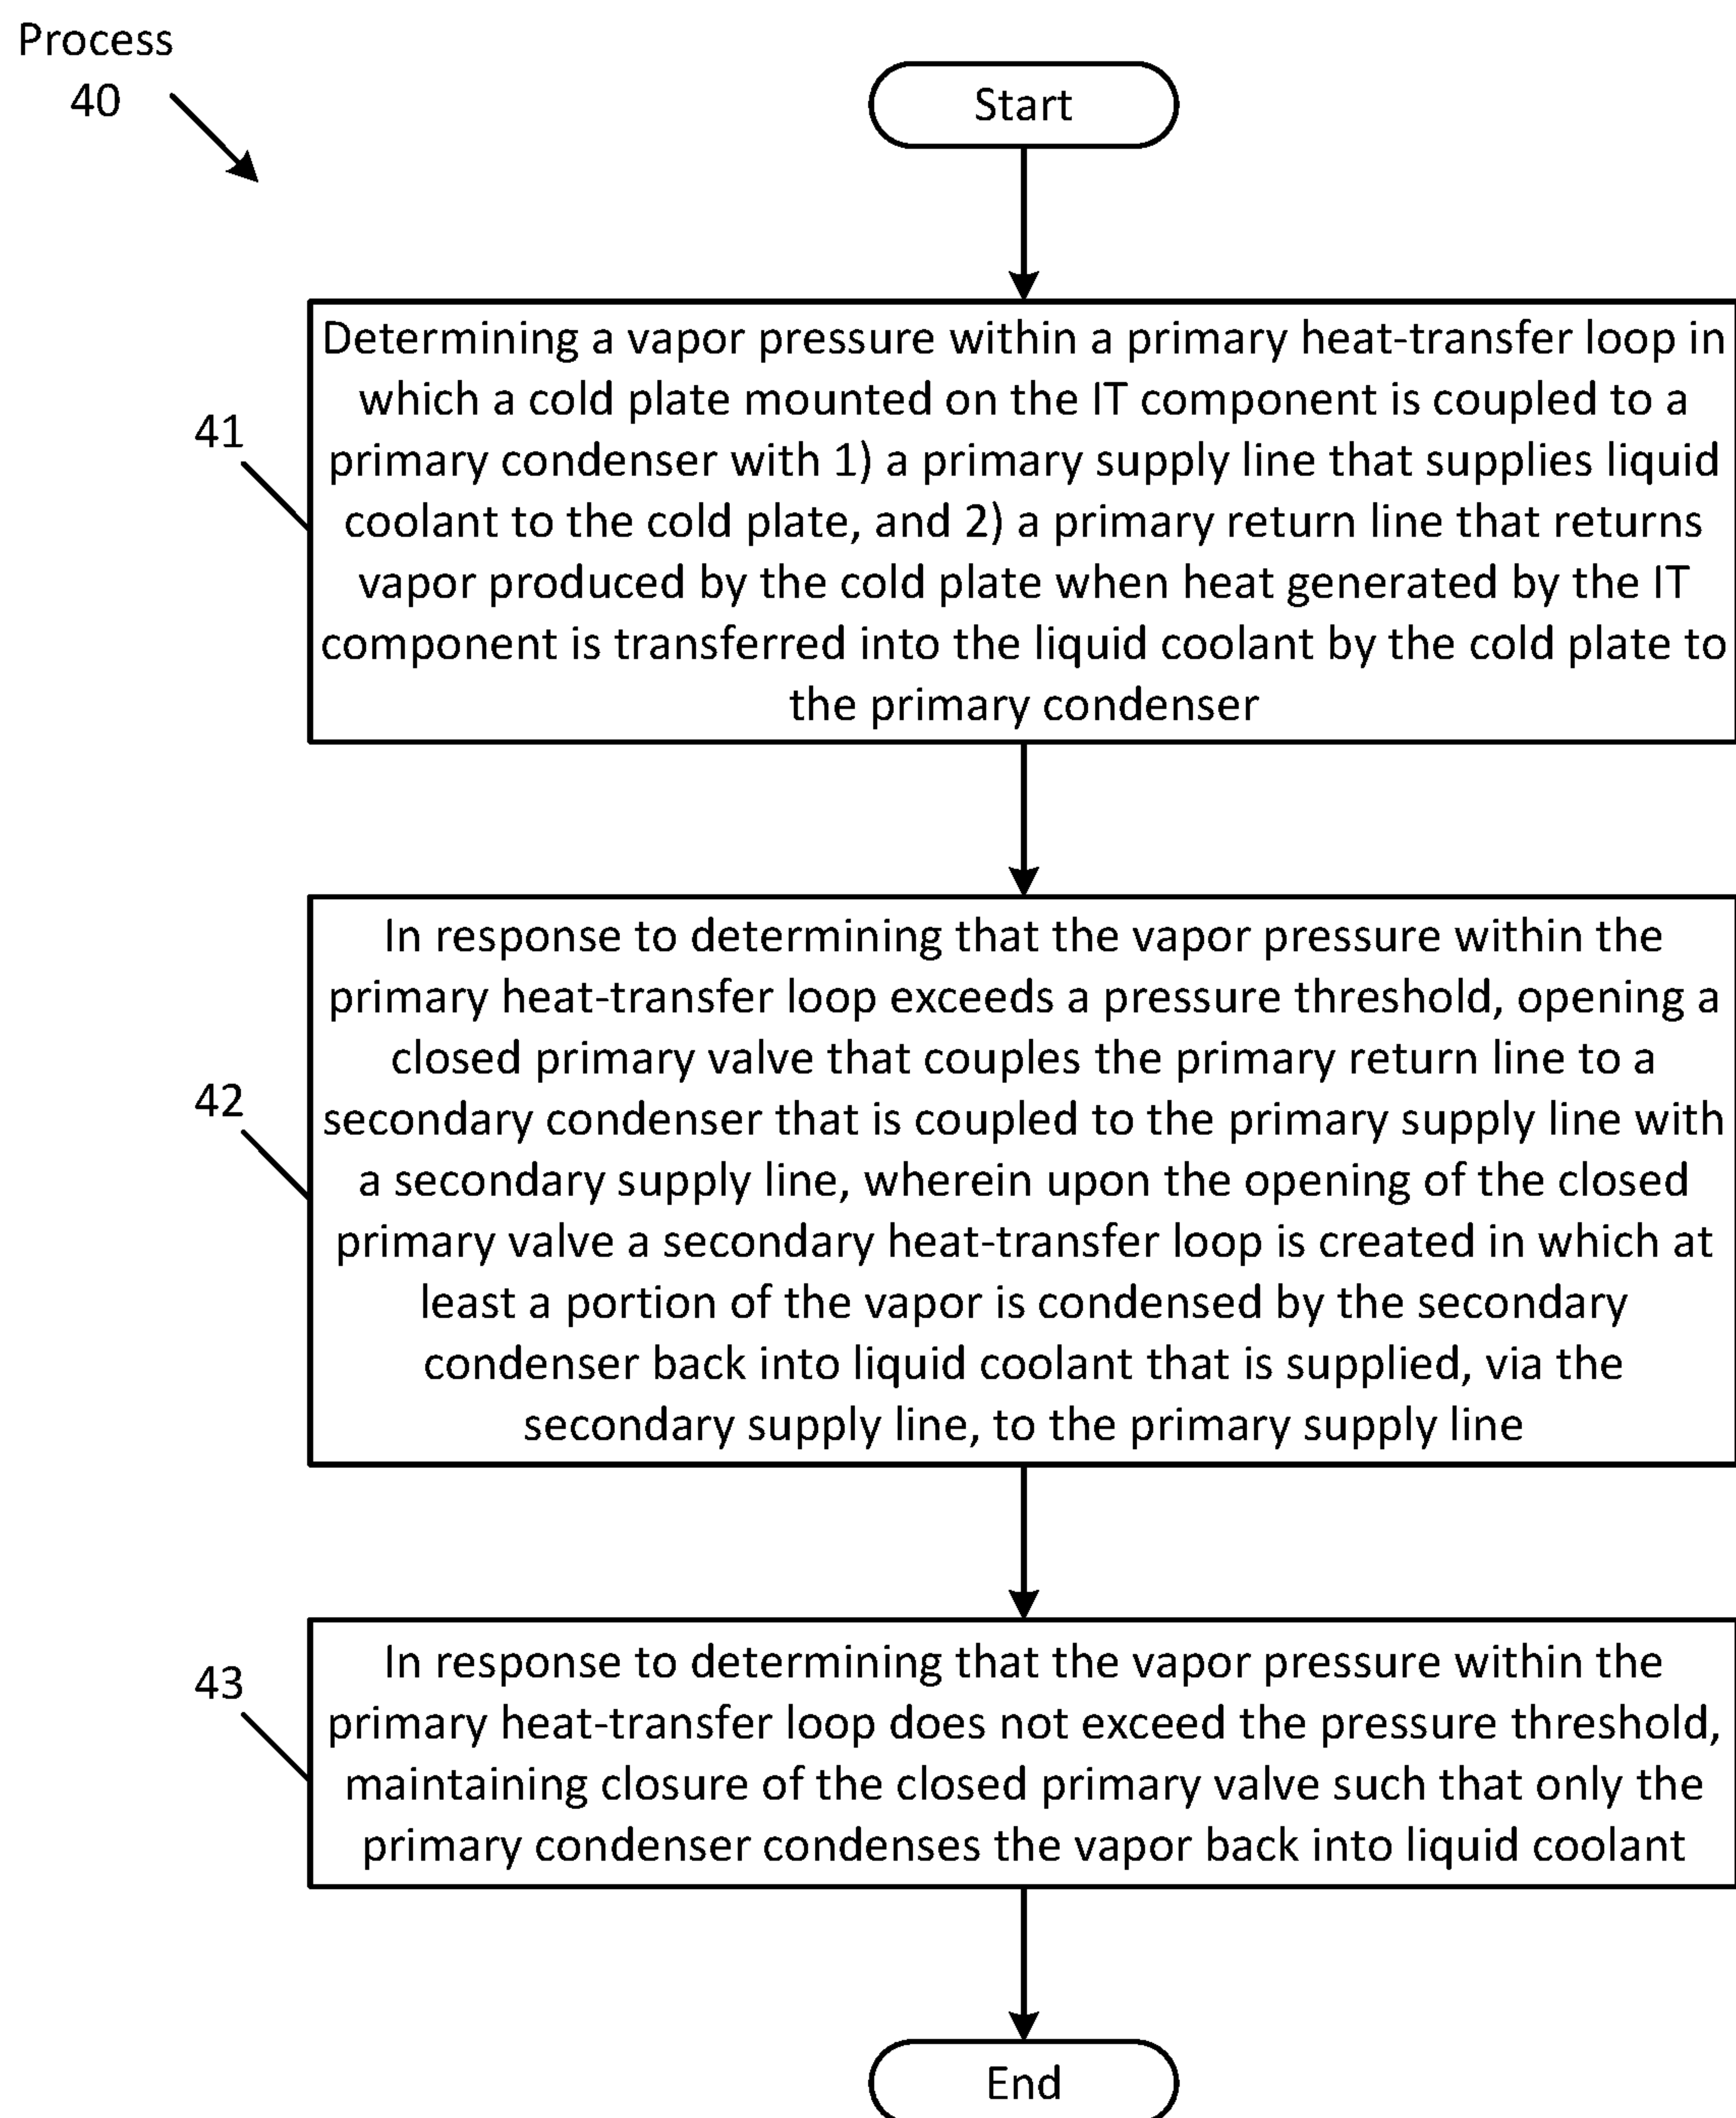 Process
40
Start
41
Determining a vapor pressure within a primary heat-transfer loop in
which a cold plate mounted on the IT component is coupled to a
primary condenser with 1) a primary supply line that supplies liquid
coolant to the cold plate, and 2) a primary return line that returns
vapor produced by the cold plate when heat generated by the IT
component is transferred into the liquid coolant by the cold plate to
the primary condenser
42
In response to determining that the vapor pressure within the
primary heat-transfer loop exceeds a pressure threshold, opening a
closed primary valve that couples the primary return line to a
secondary condenser that is coupled to the primary supply line with
a secondary supply line, wherein upon the opening of the closed
primary valve a secondary heat-transfer loop is created in which at
least a portion of the vapor is condensed by the secondary
condenser back into liquid coolant that is supplied, via the
secondary supply line, to the primary supply line
43
In response to determining that the vapor pressure within the
primary heat-transfer loop does not exceed the pressure threshold,
maintaining closure of the closed primary valve such that only the
primary condenser condenses the vapor back into liquid coolant
End